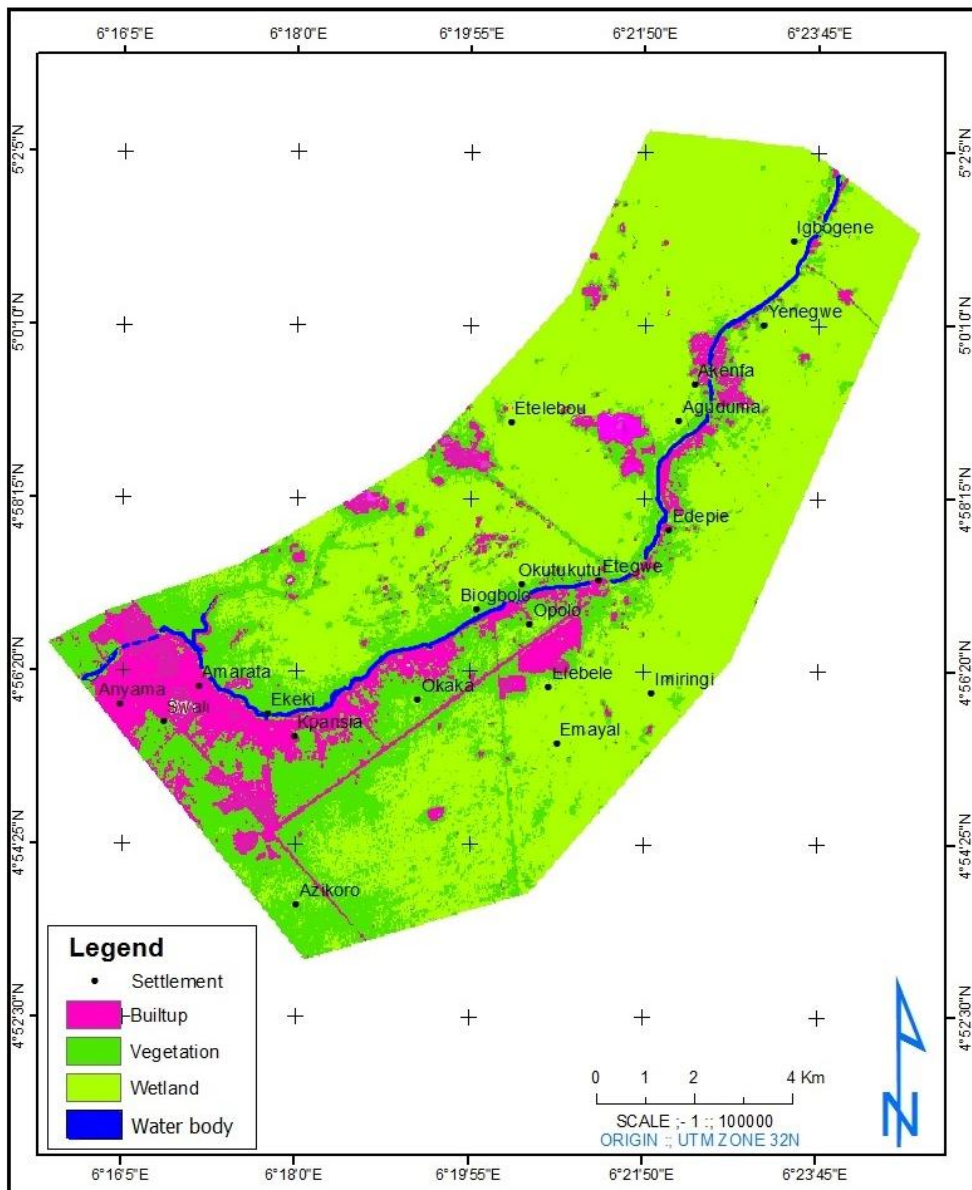 6°16'5"E 6°18'0"E 6°19'55"E 6°21'50"E 6°23'45"E
5°2'5"N 5°2'5"N
Igbogene
5°0'10"N 5°0'10"N
Yenegwe
Akenfa
Etelebou Aguduma
4°58'15"N 4°58'15"N
Edepie
Okutukutu Etegwe
Biogbolo
Opolo
4°56'20"N 4°56'20"N
Amarata Elebele Imiringi
Anyama Ekeki Okaka
Swali
Kpansia Emayal
4°54'25"N 4°54'25"N
Azikoro
Legend
Settlement
4°52'30"N 4°52'30"N
Builtup
Vegetation
Wetland
Water body
0 1 2 4 Km
SCALE ;- 1 :; 100000
ORIGIN :; UTM ZONE 32N
N
6°16'5"E 6°18'0"E 6°19'55"E 6°21'50"E 6°23'45"E